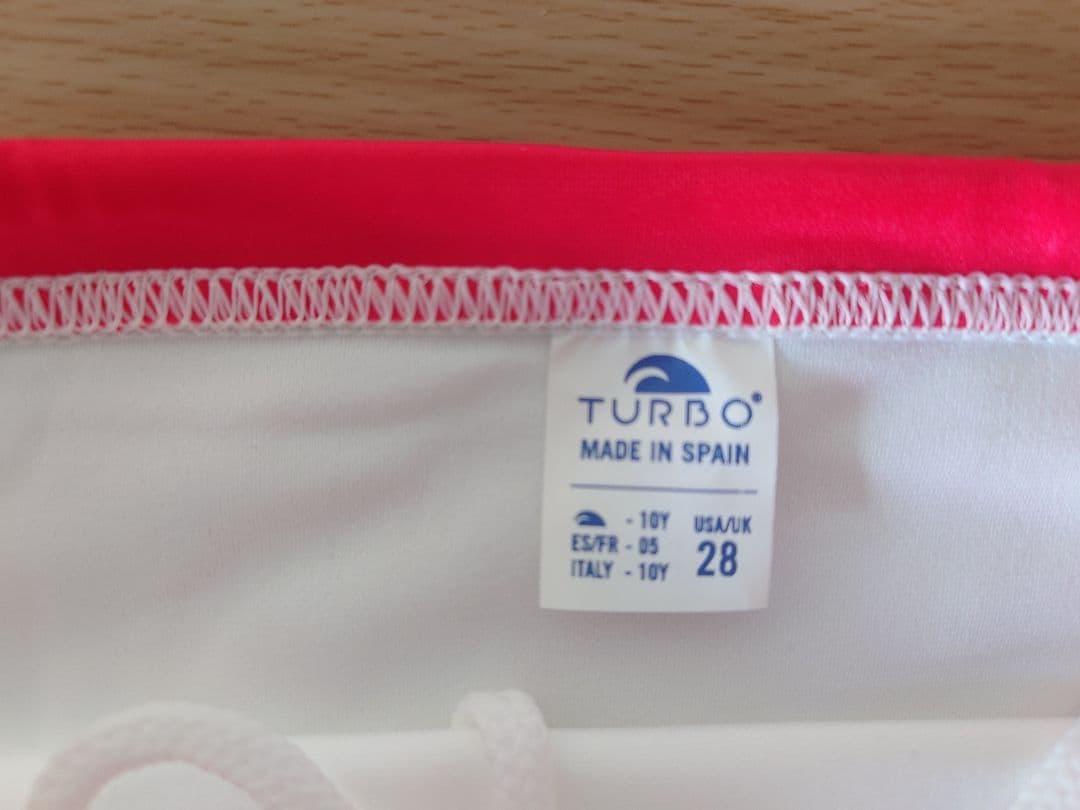 TURBO®
MADE IN SPAIN
- 10Y
ES/FR - 05
ITALY - 10Y
USA/UK
28